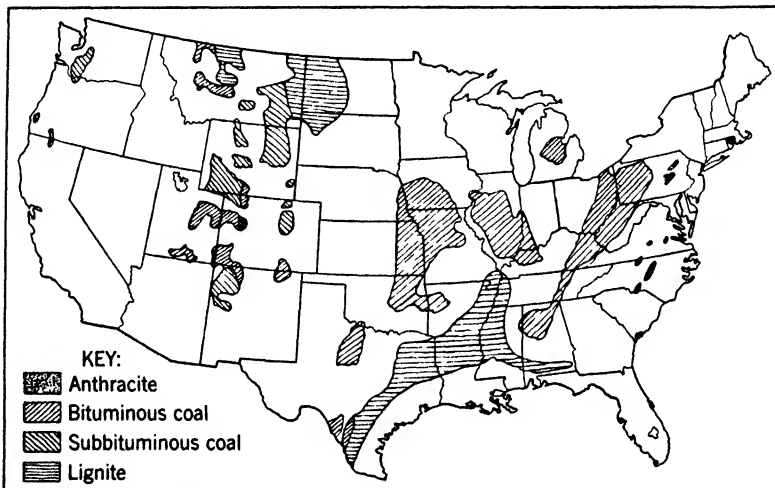 KEY:
Anthracite
Bituminous coal
Subbituminous coal
Lignite